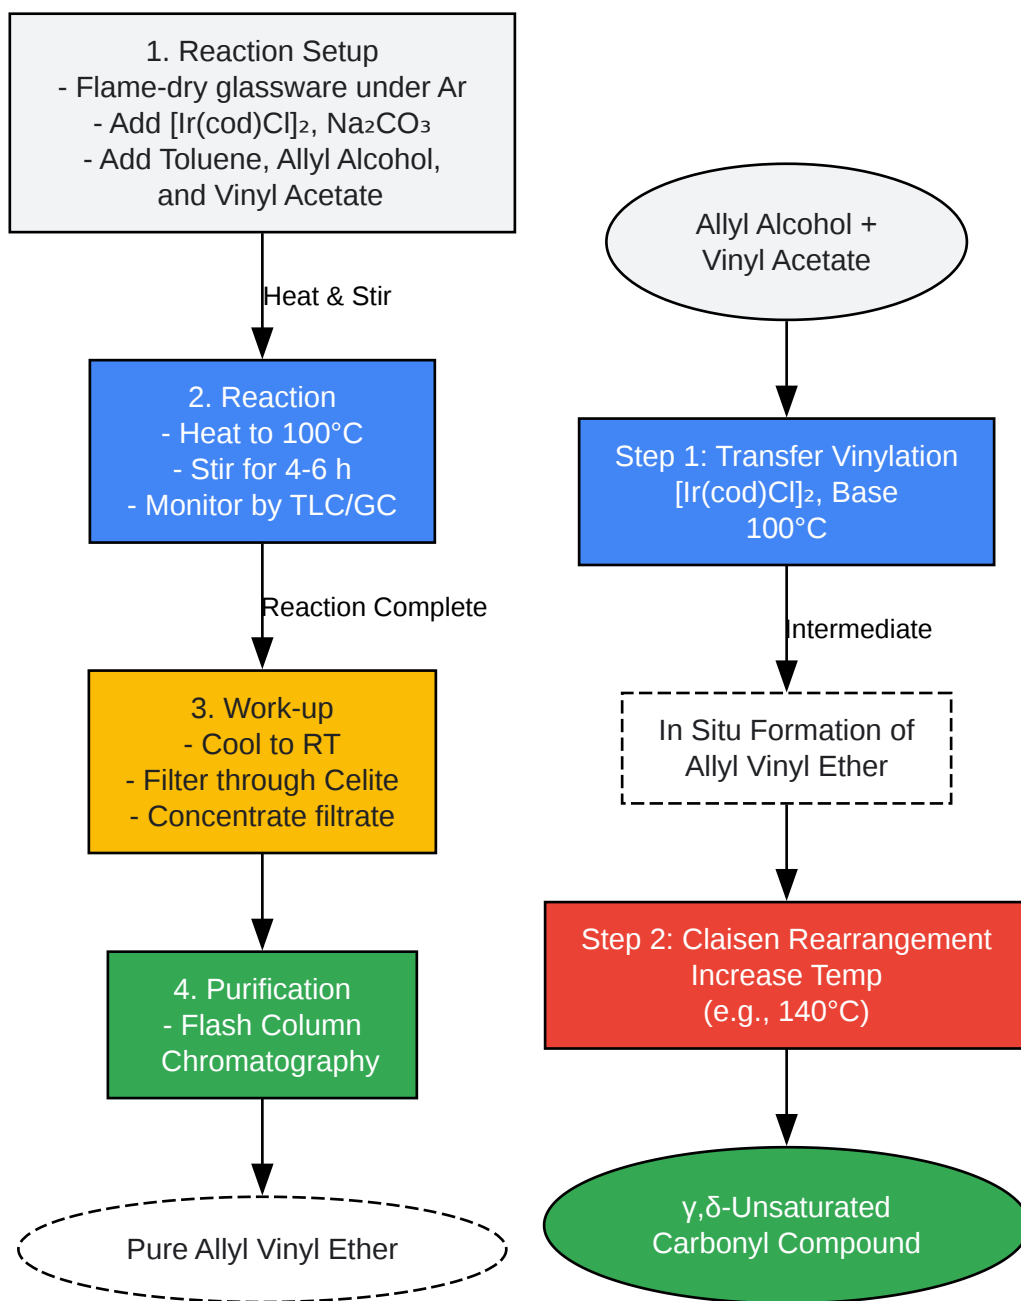 1. Reaction Setup
- Flame-dry glassware under Ar
- Add [Ir(cod)Cl]₂, Na₂CO₃
- Add Toluene, Allyl Alcohol,
and Vinyl Acetate
Heat & Stir
2. Reaction
- Heat to 100°C
- Stir for 4-6 h
- Monitor by TLC/GC
Reaction Complete
3. Work-up
- Cool to RT
- Filter through Celite
- Concentrate filtrate
4. Purification
- Flash Column
Chromatography
Pure Allyl Vinyl Ether
Allyl Alcohol +
Vinyl Acetate
Step 1: Transfer Vinylation
[Ir(cod)Cl]₂, Base
100°C
Intermediate
In Situ Formation of
Allyl Vinyl Ether
Step 2: Claisen Rearrangement
Increase Temp
(e.g., 140°C)
γ,δ-Unsaturated
Carbonyl Compound